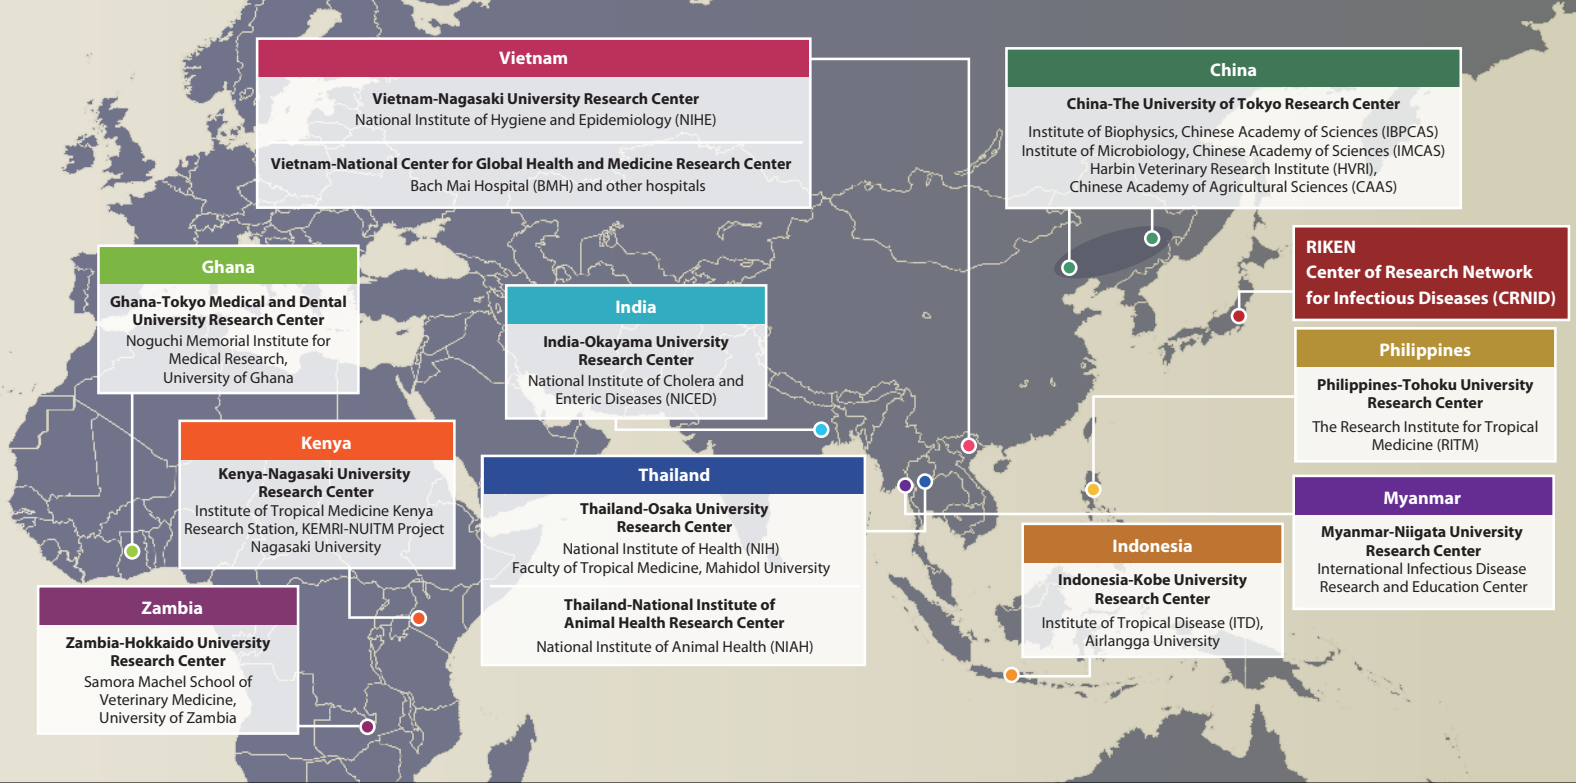 Vietnam
Vietnam-Nagasaki University Research Center
National Institute of Hygiene and Epidemiology (NIHE)
Vietnam-National Center for Global Health and Medicine Research Center
Bach Mai Hospital (BMH) and other hospitals
China
China-The University of Tokyo Research Center
Institute of Biophysics, Chinese Academy of Sciences (IBPCAS)
Institute of Microbiology, Chinese Academy of Sciences (IMCAS)
Harbin Veterinary Research Institute (HVRI),
Chinese Academy of Agricultural Sciences (CAAS)
Ghana
Ghana-Tokyo Medical and Dental
University Research Center
Noguchi Memorial Institute for
Medical Research,
University of Ghana
India
India-Okayama University
Research Center
National Institute of Cholera and
Enteric Diseases (NICED)
RIKEN
Center of Research Network
for Infectious Diseases (CRNID)
Philippines
Philippines-Tohoku University
Research Center
The Research Institute for Tropical
Medicine (RITM)
Kenya
Kenya-Nagasaki University
Research Center
Institute of Tropical Medicine Kenya
Research Station, KEMRI-NUITM Project
Nagasaki University
Thailand
Thailand-Osaka University
Research Center
National Institute of Health (NIH)
Faculty of Tropical Medicine, Mahidol University
Thailand-National Institute of
Animal Health Research Center
National Institute of Animal Health (NIAH)
Myanmar
Myanmar-Niigata University
Research Center
International Infectious Disease
Research and Education Center
Indonesia
Indonesia-Kobe University
Research Center
Institute of Tropical Disease (ITD),
Airlangga University
Zambia
Zambia-Hokkaido University
Research Center
Samora Machel School of
Veterinary Medicine,
University of Zambia